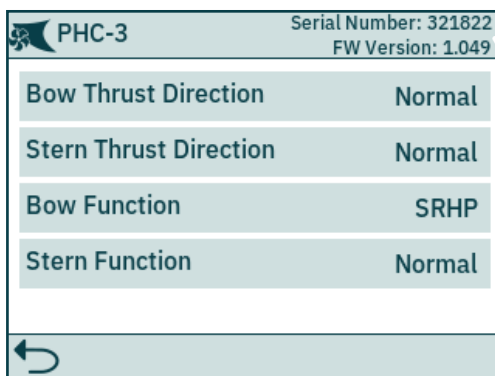 PHC-3
Serial Number: 321822
FW Version: 1.049
Bow Thrust Direction Normal
Stern Thrust Direction Normal
Bow Function SRHP
Stern Function Normal